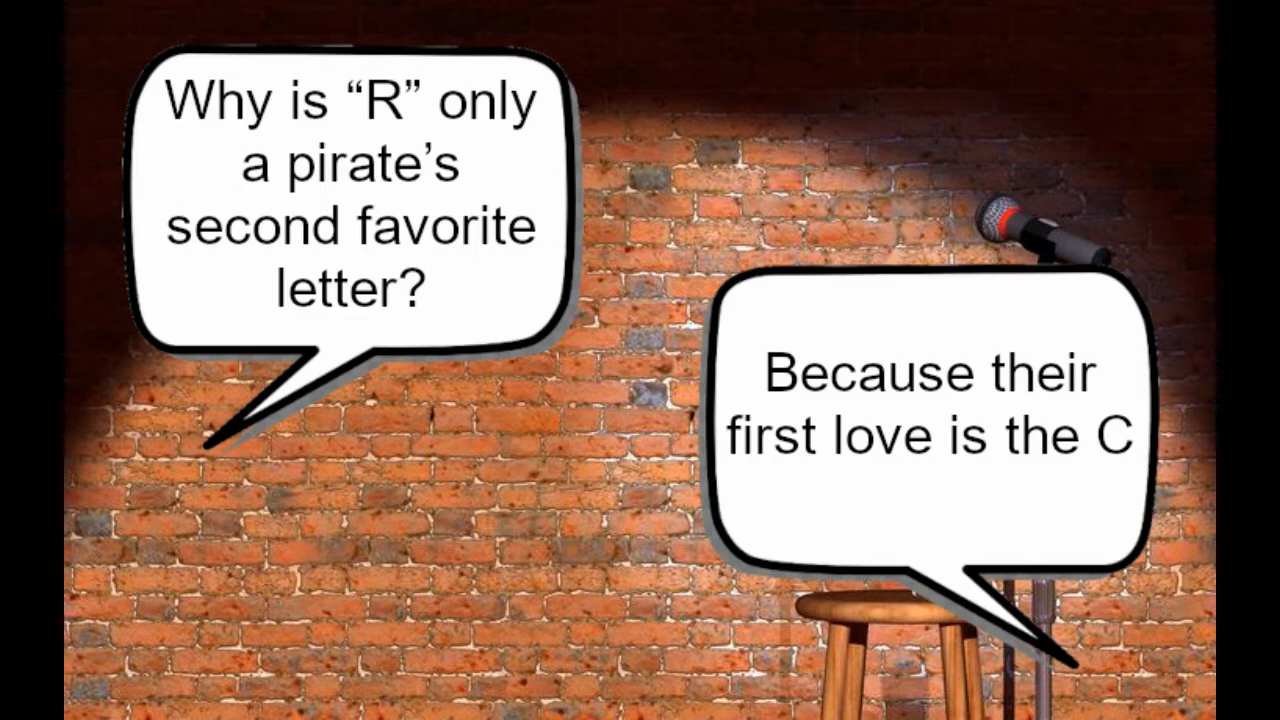 Why is “R” only
a pirate’s
second favorite
letter?
Because their
first love is the C